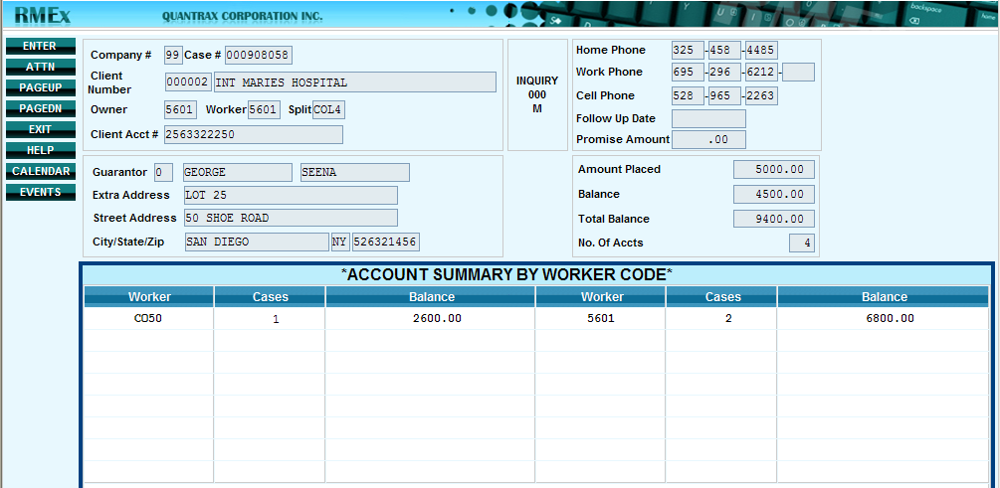 RMEx QUANTRAX CORPORATION INC.
backspace
home
ENTER
ATTN
PAGEUP
PAGEDN
EXIT
HELP
CALENDAR
EVENTS
Company # 99 Case # 000908058
Client Number 000002 INT MARIES HOSPITAL
Owner 5601 Worker 5601 Split COL4
Client Acct # 2563322250
INQUIRY
000
M
Home Phone 325 -458 -4485
Work Phone 695 -296 -6212 -
Cell Phone 528 -965 -2263
Follow Up Date
Promise Amount .00
Guarantor 0 GEORGE SEENA
Extra Address LOT 25
Street Address 50 SHOE ROAD
City/State/Zip SAN DIEGO NY 526321456
Amount Placed 5000.00
Balance 4500.00
Total Balance 9400.00
No. Of Accts 4
*ACCOUNT SUMMARY BY WORKER CODE*
Worker Cases Balance Worker Cases Balance
CO50 1 2600.00 5601 2 6800.00